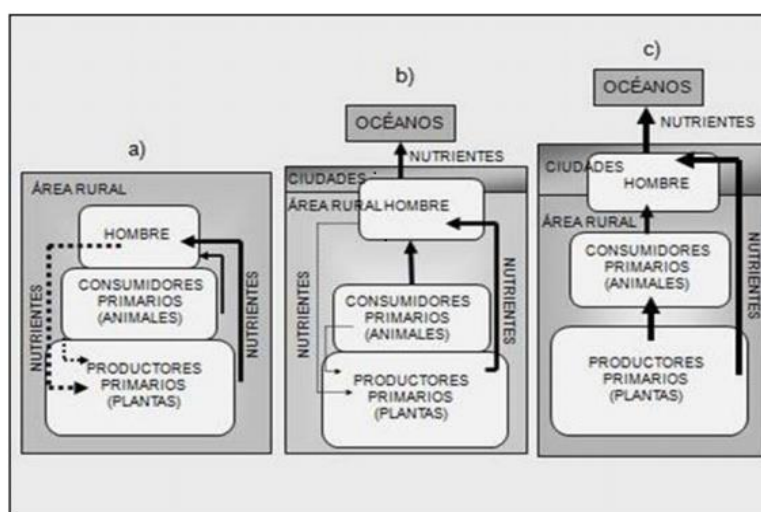 a)
ÁREA RURAL
HOMBRE
CONSUMIDORES
PRIMARIOS
(ANIMALES)
PRODUCTORES
PRIMARIOS
(PLANTAS)
NUTRIENTES
NUTRIENTES
b)
OCÉANOS
NUTRIENTES
CIUDADES
ÁREA RURAL
HOMBRE
CONSUMIDORES
PRIMARIOS
(ANIMALES)
PRODUCTORES
PRIMARIOS
(PLANTAS)
NUTRIENTES
NUTRIENTES
c)
OCÉANOS
NUTRIENTES
CIUDADES
HOMBRE
ÁREA RURAL
CONSUMIDORES
PRIMARIOS
(ANIMALES)
PRODUCTORES
PRIMARIOS
(PLANTAS)
NUTRIENTES